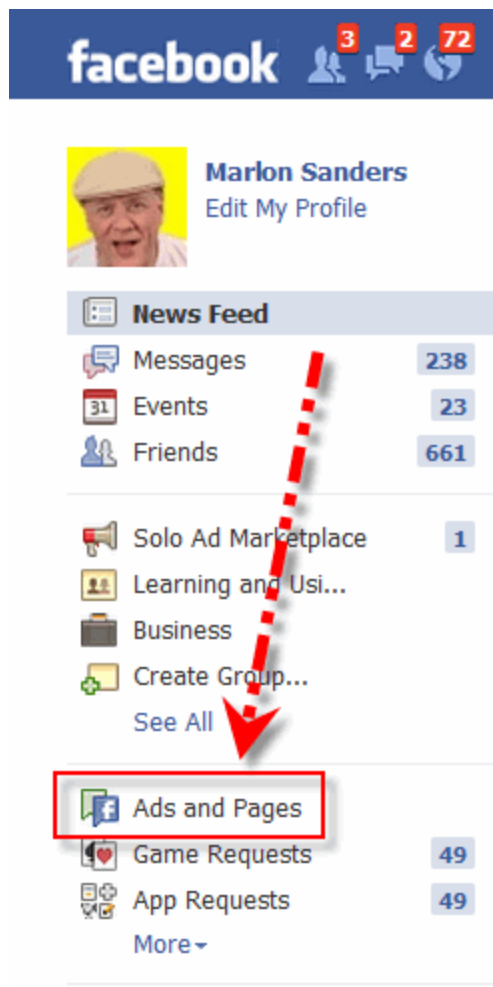 facebook 3 2 72
Marlon Sanders
Edit My Profile
News Feed
Messages 238
31 Events 23
Friends 661
Solo Ad Marketplace 1
Learning and Usi...
Business
Create Group...
See All
f Ads and Pages
Game Requests 49
App Requests 49
More